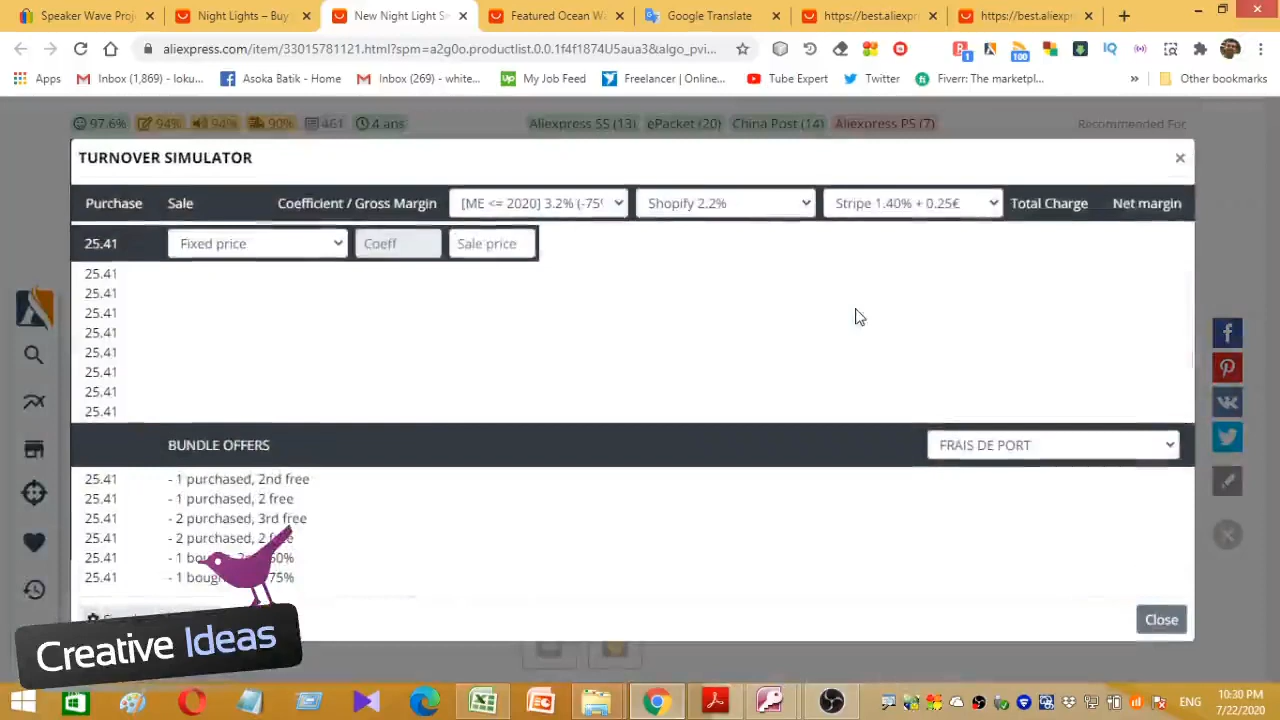 Speaker Wave Proj
Night Lights – Buy
New Night Light S
Featured Ocean Wa
Google Translate
https://best.aliexpr
https://best.aliexpr
aliexpress.com/item/33015781121.html?spm=a2g0o.productlist.0.0.1f4f1874U5aua3&algo_pvi...
Apps
Inbox (1,869) – loku...
Asoka Batik - Home
Inbox (269) - white...
My Job Feed
Freelancer | Online...
Tube Expert
Twitter
Fiverr: The marketpl...
»
Other bookmarks
97.6% 94% 94% 90% 461 4 ans
Aliexpress SS (13) ePacket (20) China Post (14) Aliexpress PS (7)
Recommended For
TURNOVER SIMULATOR
×
Purchase Sale Coefficient / Gross Margin [ME <= 2020] 3.2% (-75% Shopify 2.2% Stripe 1.40% + 0.25€ Total Charge Net margin
25.41 Fixed price Coeff Sale price
25.41
25.41
25.41
25.41
25.41
25.41
25.41
25.41
BUNDLE OFFERS FRAIS DE PORT
25.41 - 1 purchased, 2nd free
25.41 - 1 purchased, 2 free
25.41 - 2 purchased, 3rd free
25.41 - 2 purchased, 2 free
25.41 - 1 bou 50%
25.41 - 1 bough 75%
Close
Creative Ideas
ENG
10:30 PM
7/22/2020